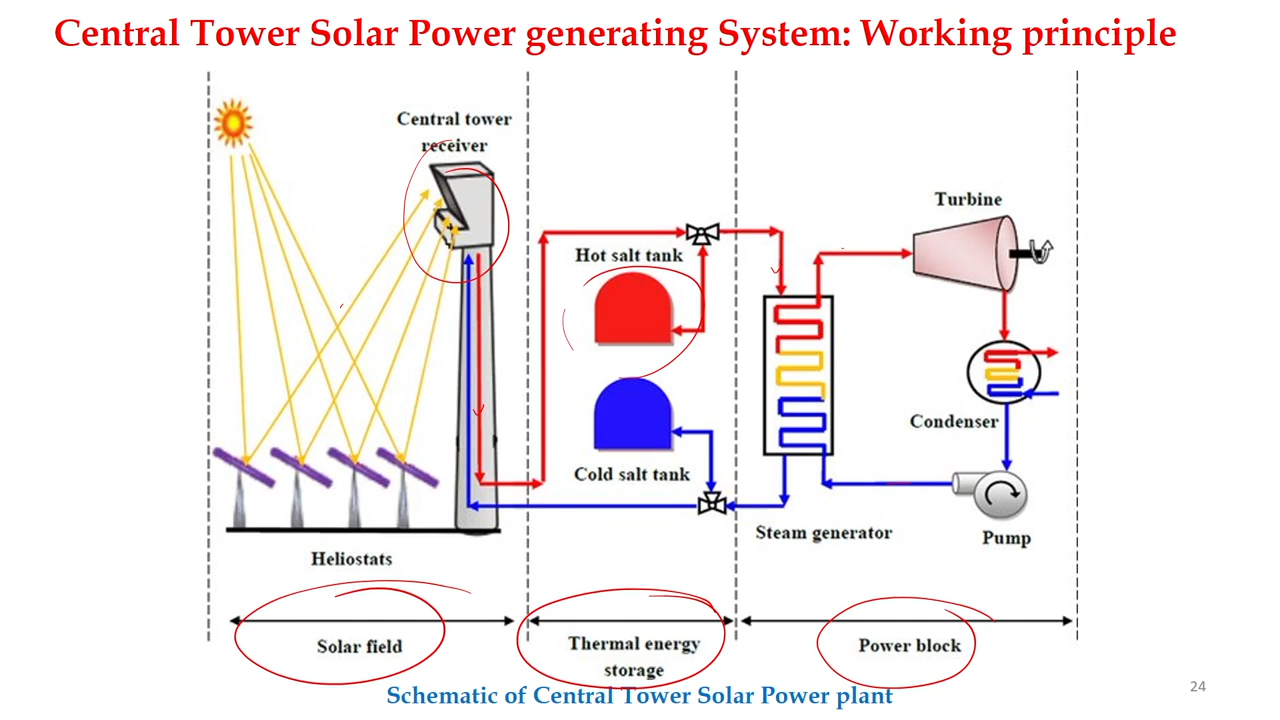 Central Tower Solar Power generating System: Working principle
Central tower
receiver
Turbine
Hot salt tank
Condenser
Cold salt tank
Steam generator
Pump
Heliostats
Solar field
Thermal energy
storage
Power block
Schematic of Central Tower Solar Power plant
24